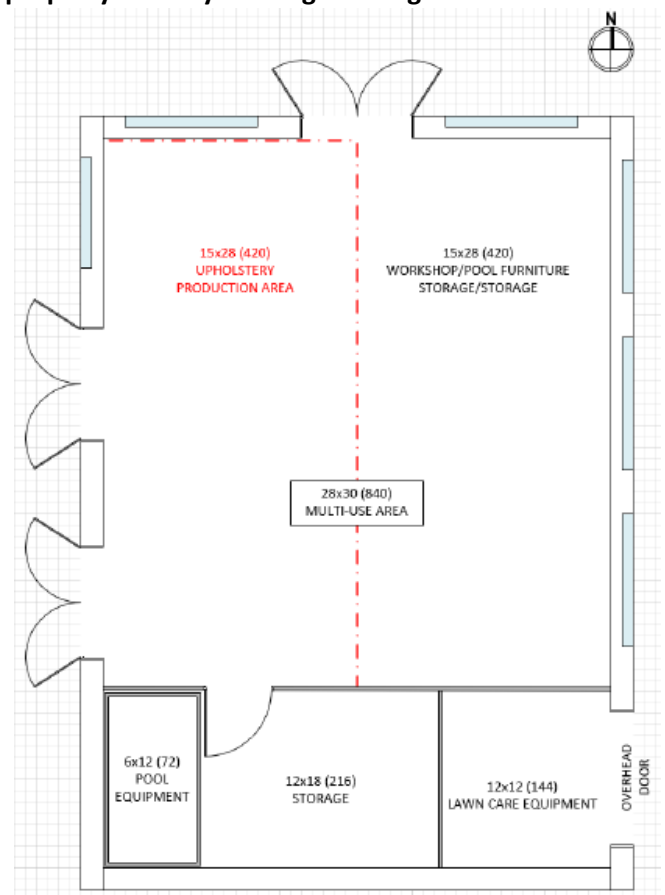 N
15x28 (420)
UPHOLSTERY
PRODUCTION AREA
15x28 (420)
WORKSHOP/POOL FURNITURE
STORAGE/STORAGE
28x30 (840)
MULTI-USE AREA
6x12 (72)
POOL
EQUIPMENT
12x18 (216)
STORAGE
12x12 (144)
LAWN CARE EQUIPMENT
OVERHEAD
DOOR